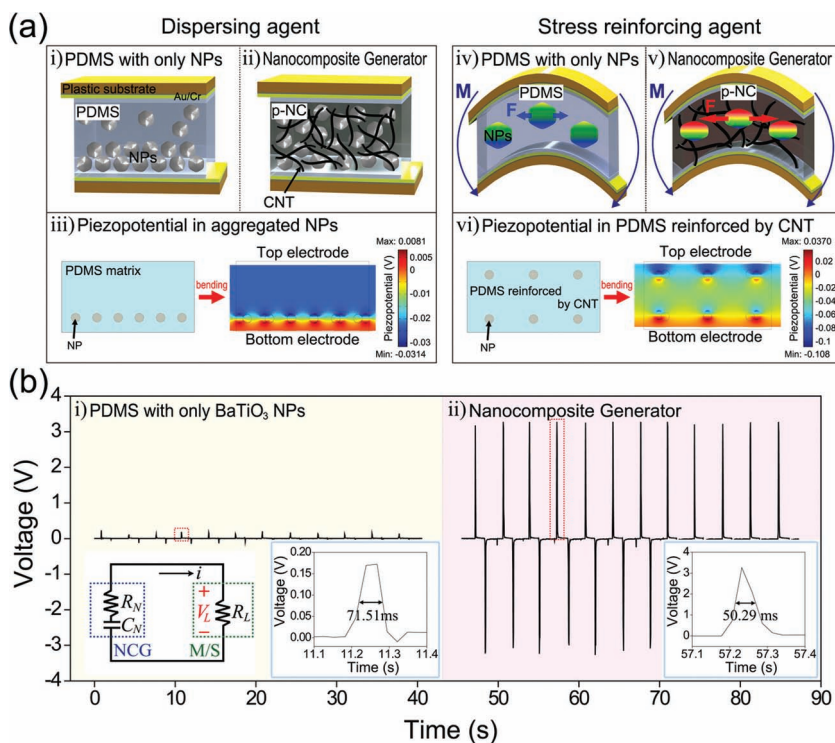 (a)
Dispersing agent
Stress reinforcing agent
i) PDMS with only NPs
ii) Nanocomposite Generator
iv) PDMS with only NPs
v) Nanocomposite Generator
Plastic substrate
Au/Cr
PDMS
NPs
p-NC
CNT
M
PDMS
F
NPs
M
p-NC
F
iii) Piezopotential in aggregated NPs
PDMS matrix
NP
bending
Top electrode
Bottom electrode
Max: 0.0081
0.005
0
-0.01
-0.02
-0.03
Min: -0.0314
Piezopotential (V)
vi) Piezopotential in PDMS reinforced by CNT
PDMS reinforced
by CNT
NP
bending
Top electrode
Bottom electrode
Max: 0.0370
0.02
0
-0.02
-0.04
-0.06
-0.080
-0.1
Min: -0.108
Piezopotential (V)
(b)
i) PDMS with only BaTiO₃ NPs
ii) Nanocomposite Generator
Voltage (V)
4
3
2
1
0
-1
-2
-3
-4
i
R_N
C_N
+
V_L
−
R_L
NCG
M/S
Voltage (V)
0.20
0.15
0.10
0.05
0.00
71.51ms
11.1 11.2 11.3 11.4
Time (s)
Voltage (V)
4
3
2
1
0
50.29 ms
57.1 57.2 57.3 57.4
Time (s)
0 10 20 30 40 50 60 70 80 90
Time (s)